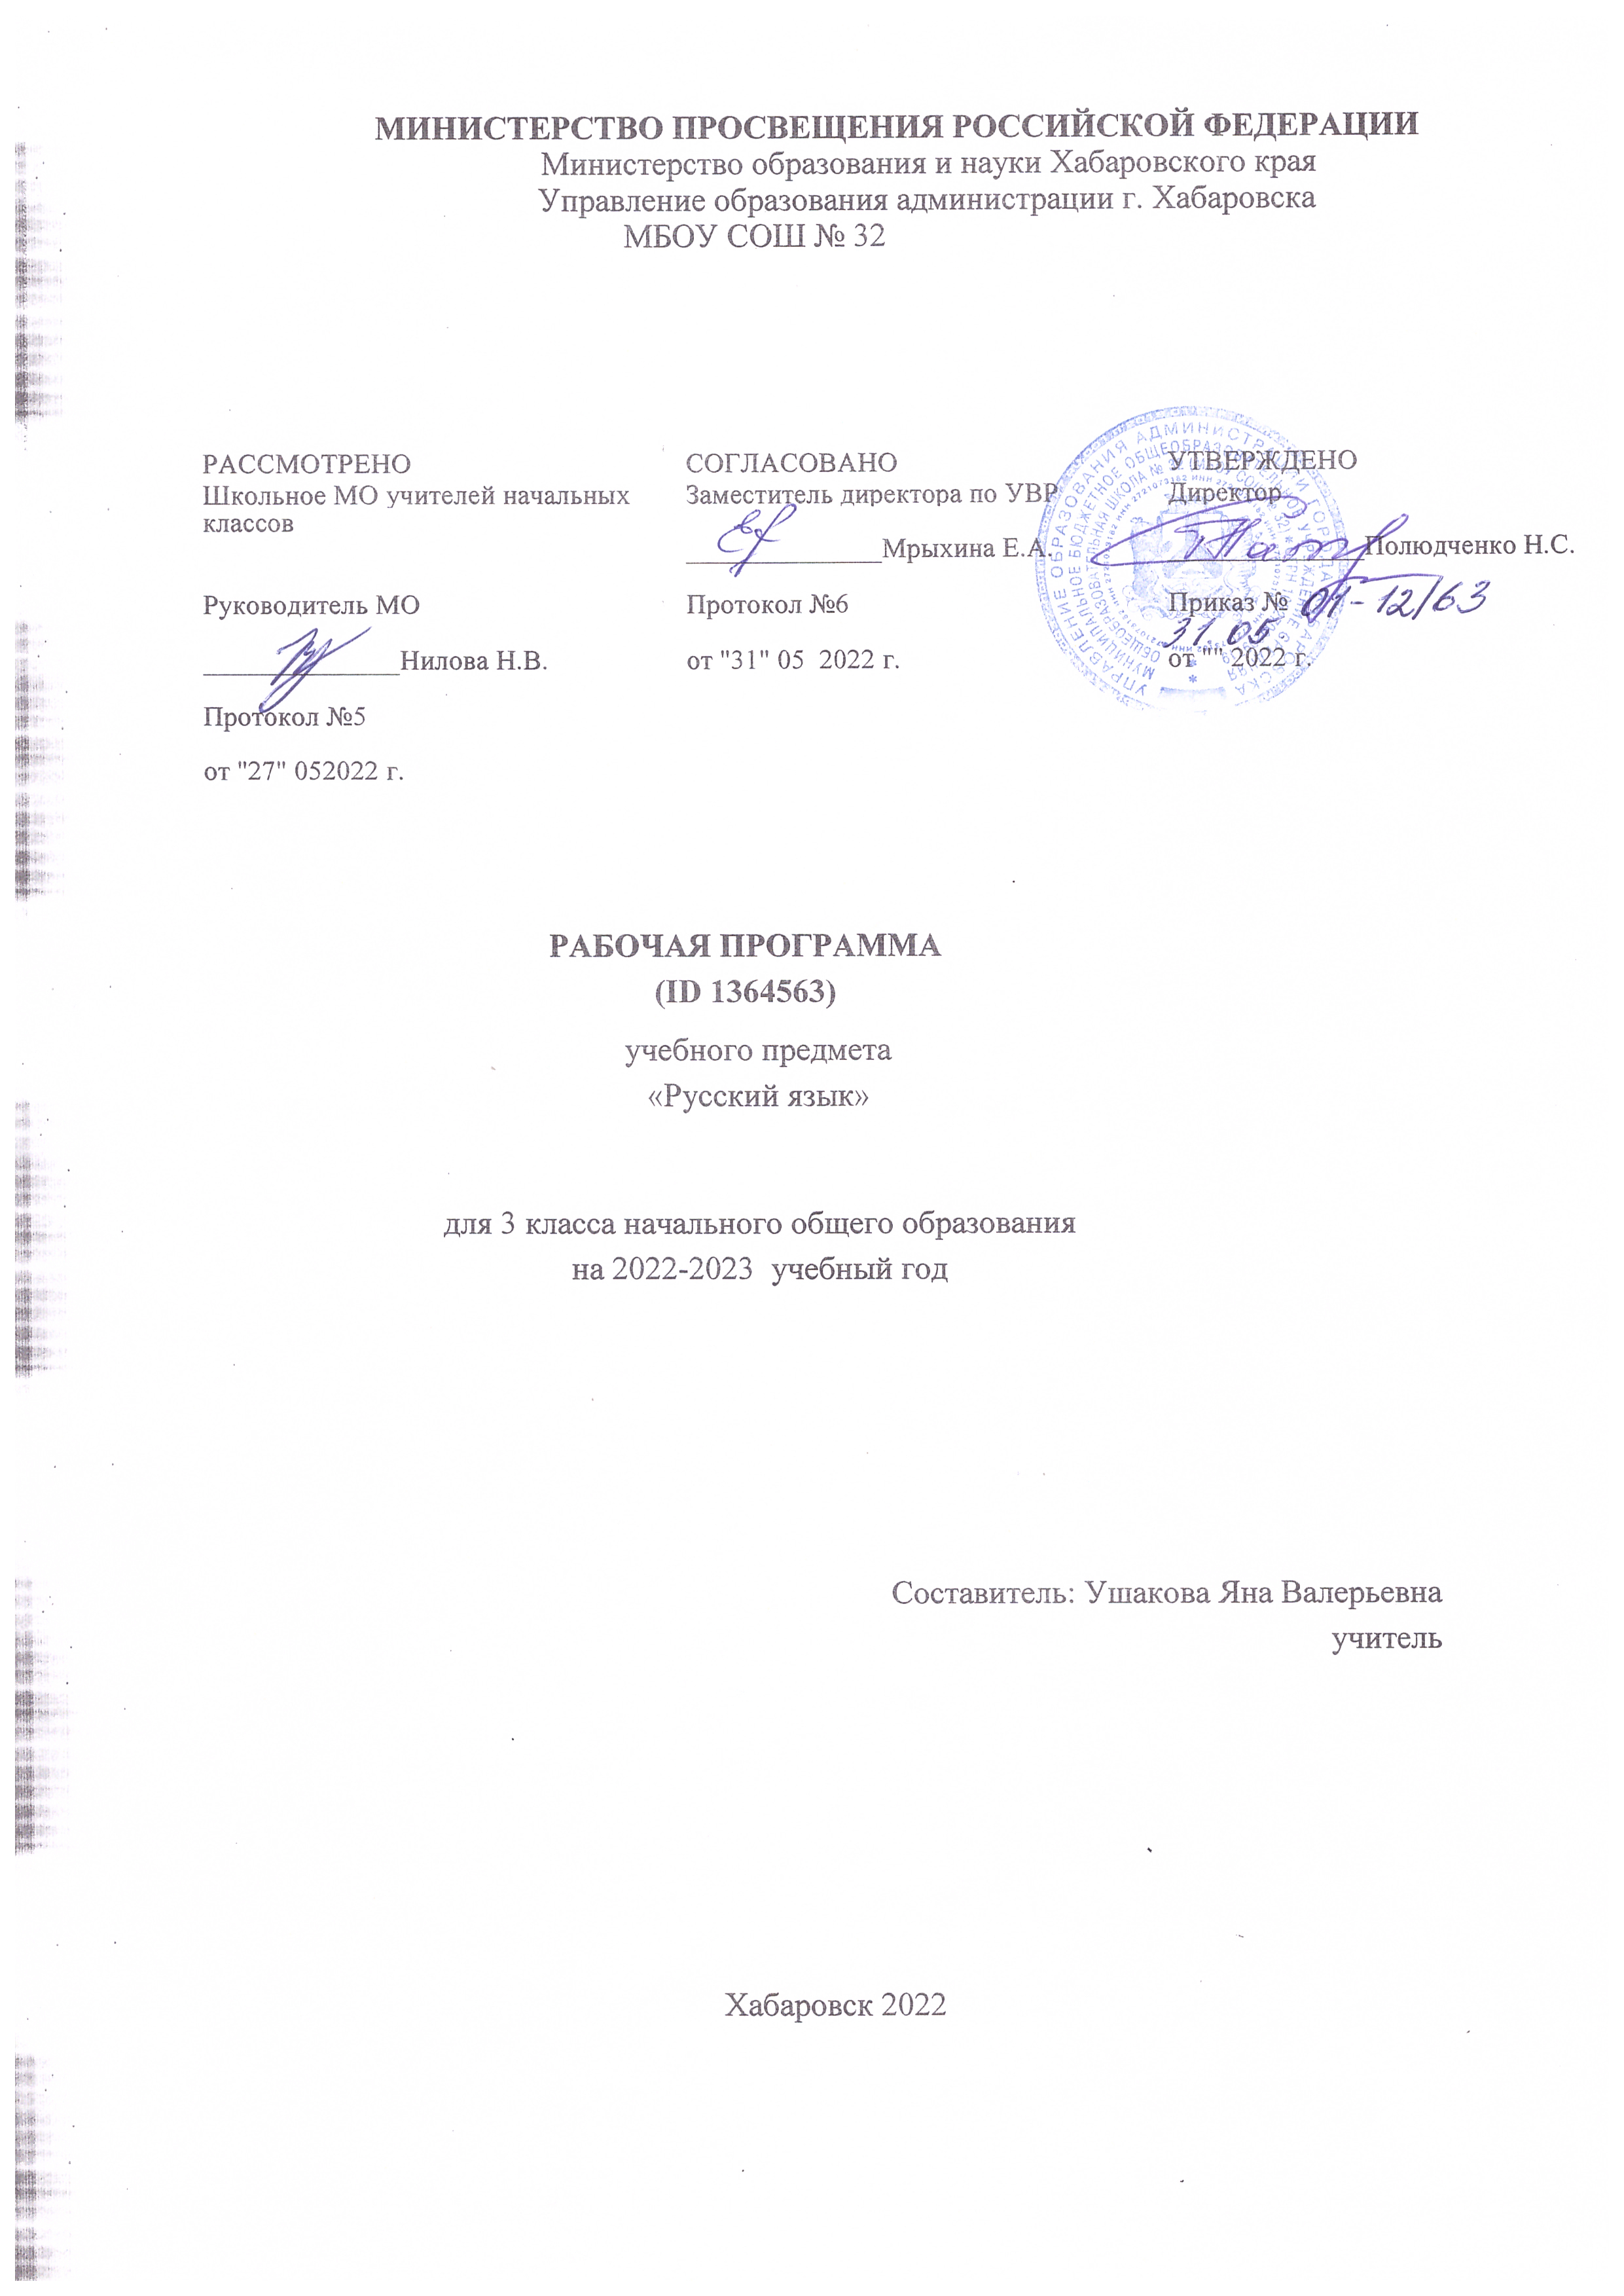 МИНИСТЕРСТВО ПРОСВЕЩЕНИЯ РОССИЙСКОЙ ФЕДЕРАЦИИ
Министерство образования и науки Хабаровского края
Управление образования администрации г. Хабаровска
МБОУ СОШ № 32
РАССМОТРЕНО
Школьное МО учителей начальных
классов
Руководитель МО
______________Нилова Н.В.
Протокол №5
от "27" 052022 г.
СОГЛАСОВАНО
Заместитель директора по УВР
______________Мрыхина Е.А.
Протокол №6
от "31" 05 2022 г.
УТВЕРЖДЕНО
Директор
______________Полюдченко Н.С.
Приказ № 01-12/63
31.05
от "" 2022 г.
РАБОЧАЯ ПРОГРАММА
(ID 1364563)
учебного предмета
«Русский язык»
для 3 класса начального общего образования
на 2022-2023 учебный год
Составитель: Ушакова Яна Валерьевна
учитель
Хабаровск 2022